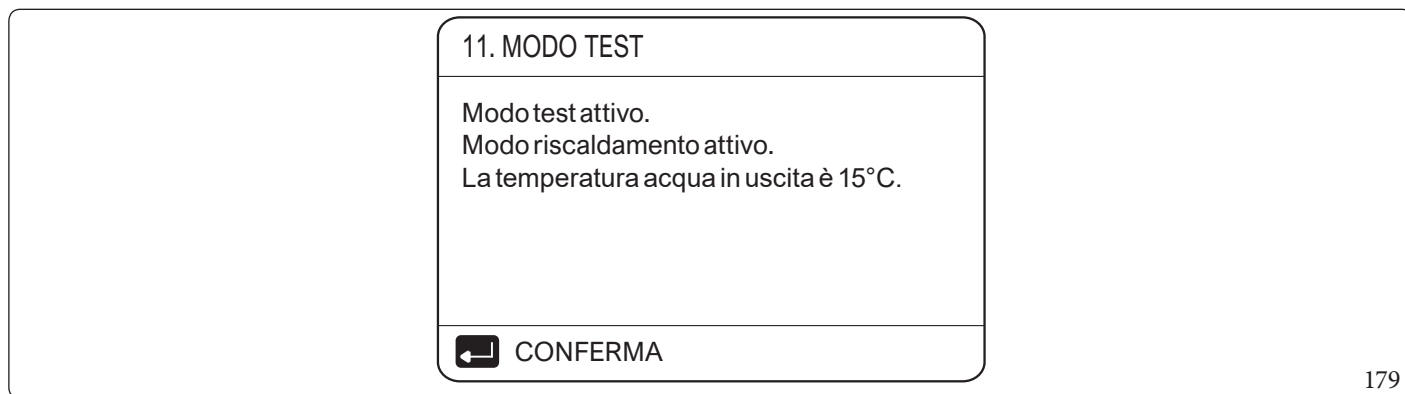 11. MODO TEST
Modo test attivo.
Modo riscaldamento attivo.
La temperatura acqua in uscita è 15°C.
CONFERMA
179